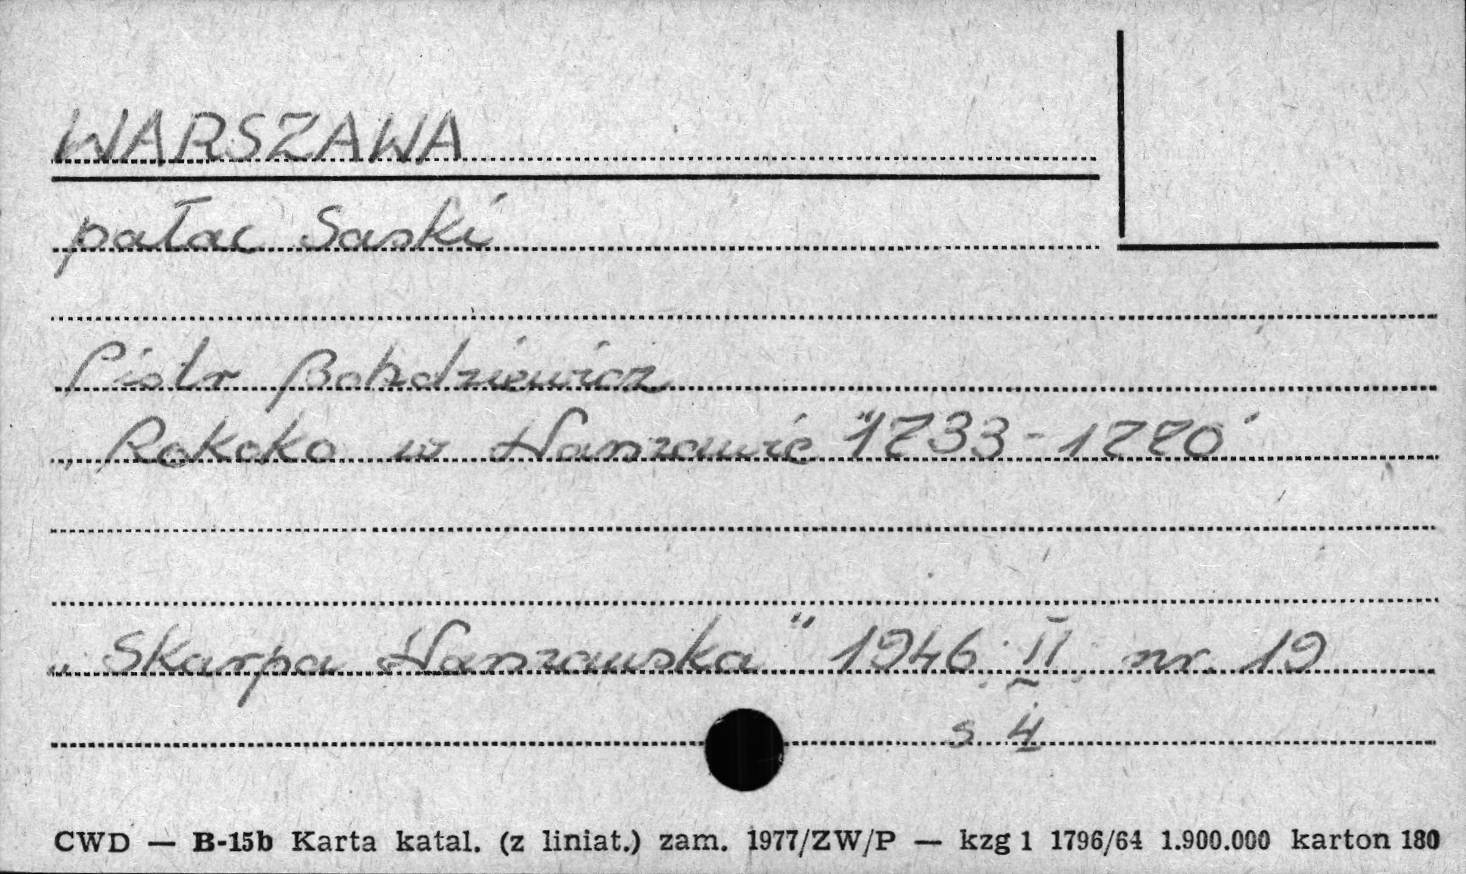 WARSZAWA
pałac Saski
Piotr Bohdziewicz
„Rokoko w Warszawie "1733-1770"
„Skarpa Warszawska" 1946 II nr. 19
s 4
CWD — B-15b Karta katal. (z liniat.) zam. 1977/ZW/P — kzg 1 1796/64 1.900.000 karton 180